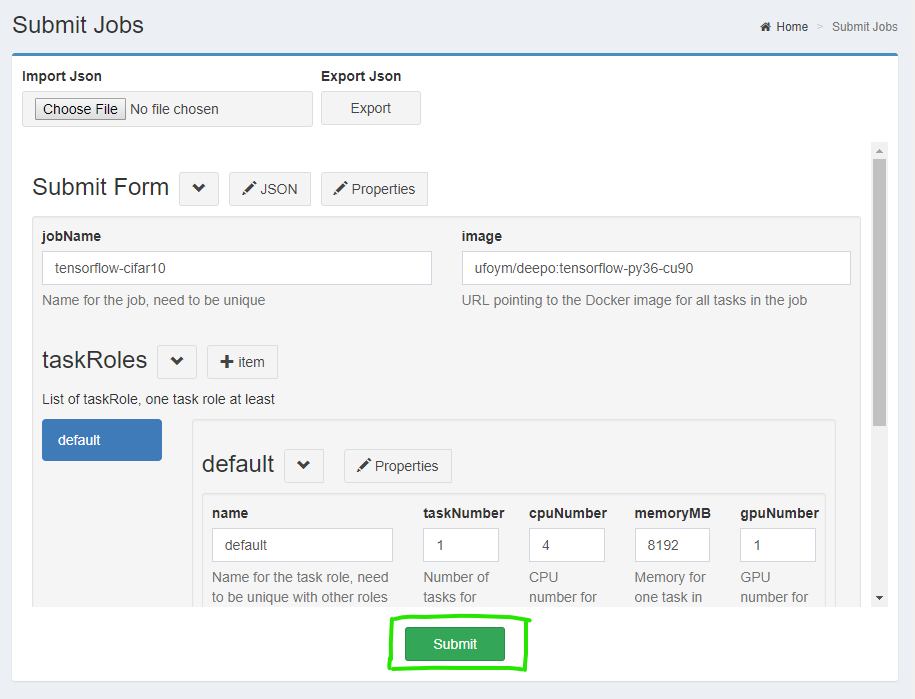 Submit Jobs
Home > Submit Jobs
Import Json Export Json
Choose File No file chosen Export
Submit Form JSON Properties
jobName image
tensorflow-cifar10 ufoym/deepo:tensorflow-py36-cu90
Name for the job, need to be unique URL pointing to the Docker image for all tasks in the job
taskRoles item
List of taskRole, one task role at least
default
default Properties
name taskNumber cpuNumber memoryMB gpuNumber
default 1 4 8192 1
Name for the task role, need Number of CPU Memory for GPU
to be unique with other roles tasks for number for one task in number for
Submit